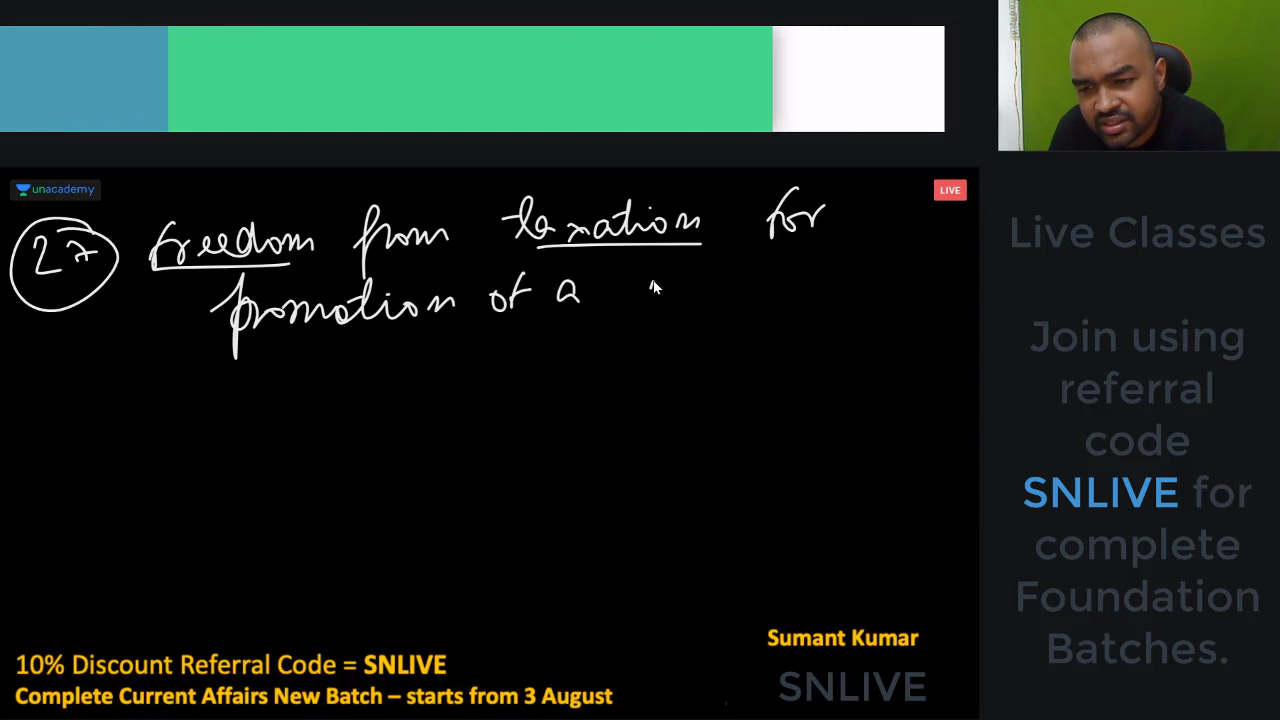 unacademy
LIVE
27 freedom from taxation for
promotion of a
Live Classes
Join using
referral
code
SNLIVE for
complete
Foundation
Batches.
Sumant Kumar
SNLIVE
10% Discount Referral Code = SNLIVE
Complete Current Affairs New Batch – starts from 3 August